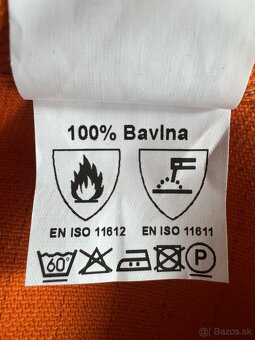 100% Bavlna
EN ISO 11612 EN ISO 11611
60° P
Bazos.sk